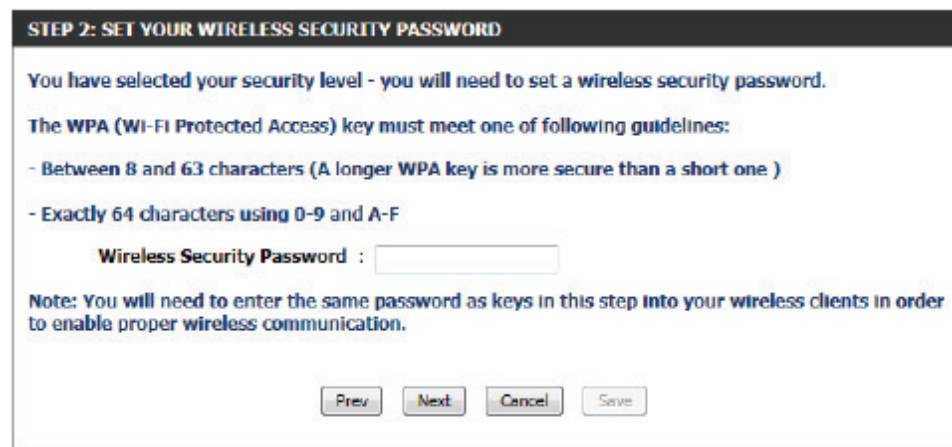 STEP 2: SET YOUR WIRELESS SECURITY PASSWORD
You have selected your security level - you will need to set a wireless security password.
The WPA (Wi-Fi Protected Access) key must meet one of following guidelines:
- Between 8 and 63 characters (A longer WPA key is more secure than a short one )
- Exactly 64 characters using 0-9 and A-F
Wireless Security Password :
Note: You will need to enter the same password as keys in this step into your wireless clients in order
to enable proper wireless communication.
Prev Next Cancel Save